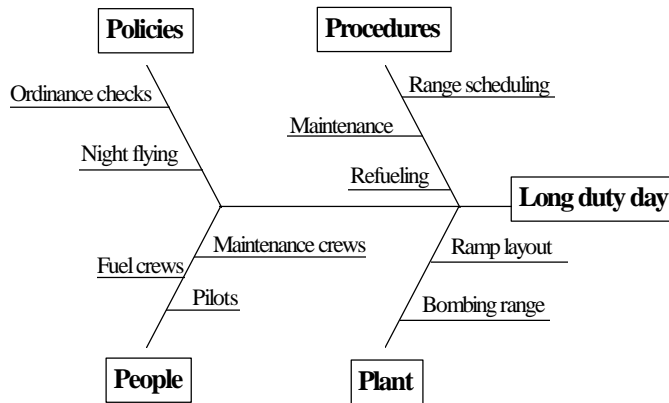 Policies
Procedures
Ordinance checks
Range scheduling
Maintenance
Night flying
Refueling
Long duty day
Maintenance crews
Ramp layout
Fuel crews
Pilots
Bombing range
People
Plant